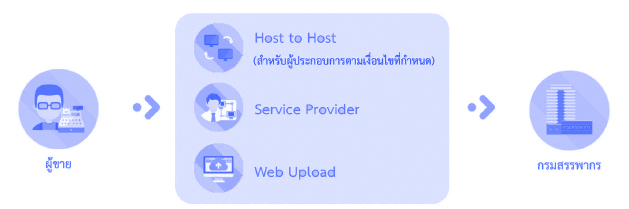 Host to Host
(สำหรับผู้ประกอบการตามเงื่อนไขที่กำหนด)
Service Provider
Web Upload
ผู้ขาย
กรมสรรพากร